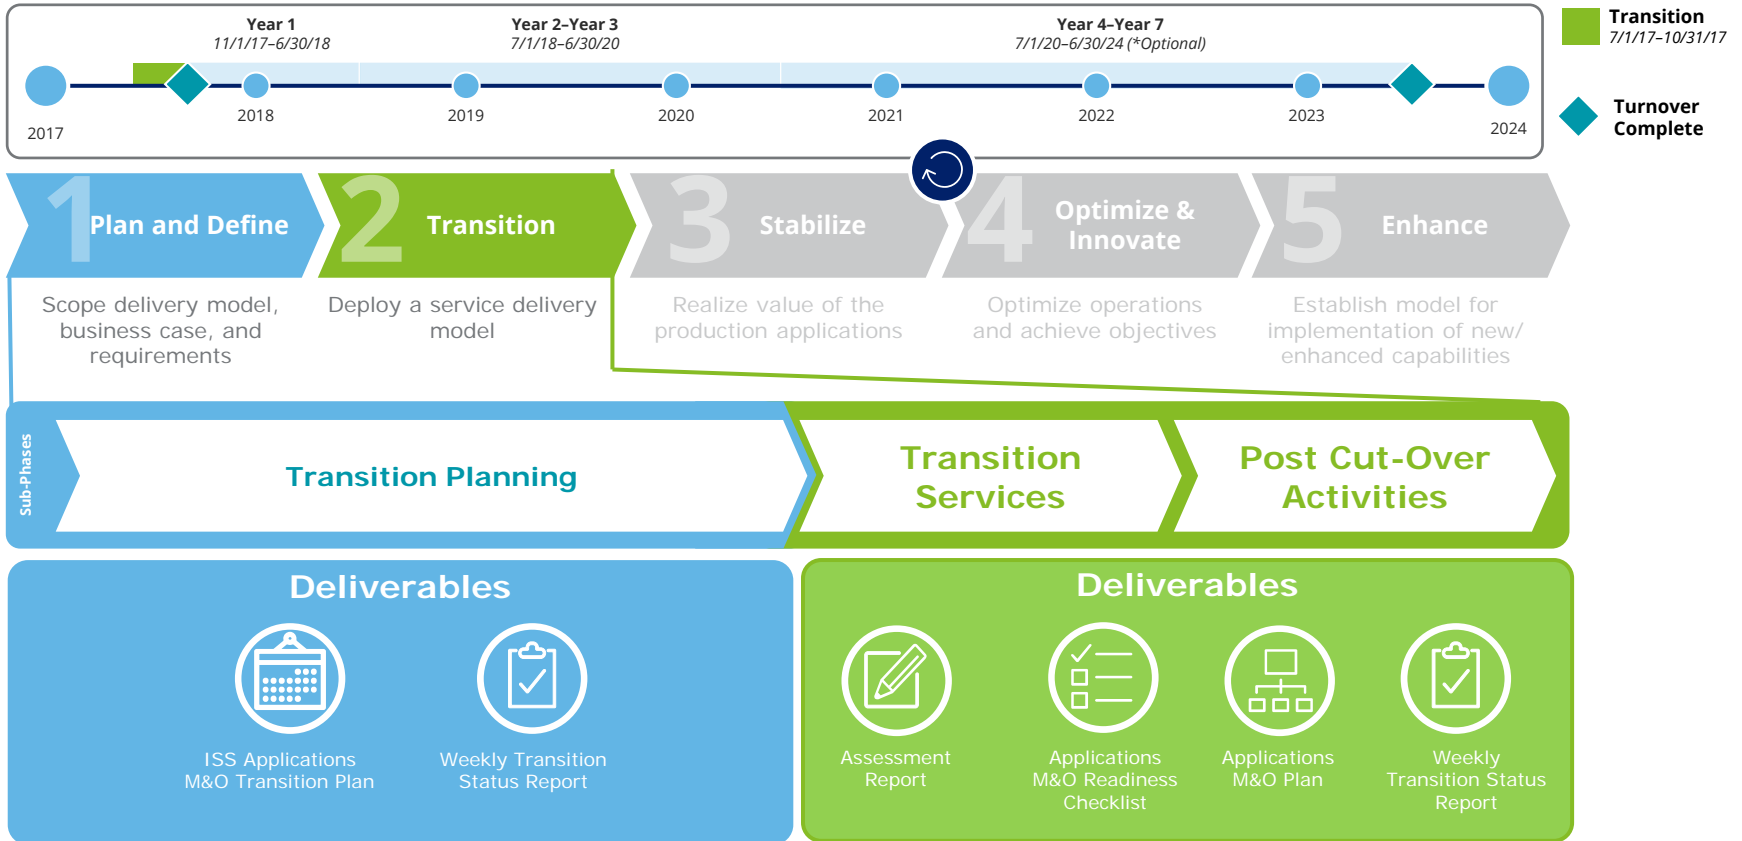 Year 1
11/1/17–6/30/18
Year 2–Year 3
7/1/18–6/30/20
Year 4–Year 7
7/1/20–6/30/24 (*Optional)
Transition
7/1/17–10/31/17
2017
2018
2019
2020
2021
2022
2023
2024
Turnover
Complete
1
Plan and Define
2
Transition
3
Stabilize
4
Optimize &
Innovate
5
Enhance
Scope delivery model,
business case, and
requirements
Deploy a service delivery
model
Realize value of the
production applications
Optimize operations
and achieve objectives
Establish model for
implementation of new/
enhanced capabilities
Sub-Phases
Transition Planning
Transition
Services
Post Cut-Over
Activities
Deliverables
ISS Applications
M&O Transition Plan
Weekly Transition
Status Report
Deliverables
Assessment
Report
Applications
M&O Readiness
Checklist
Applications
M&O Plan
Weekly
Transition Status
Report